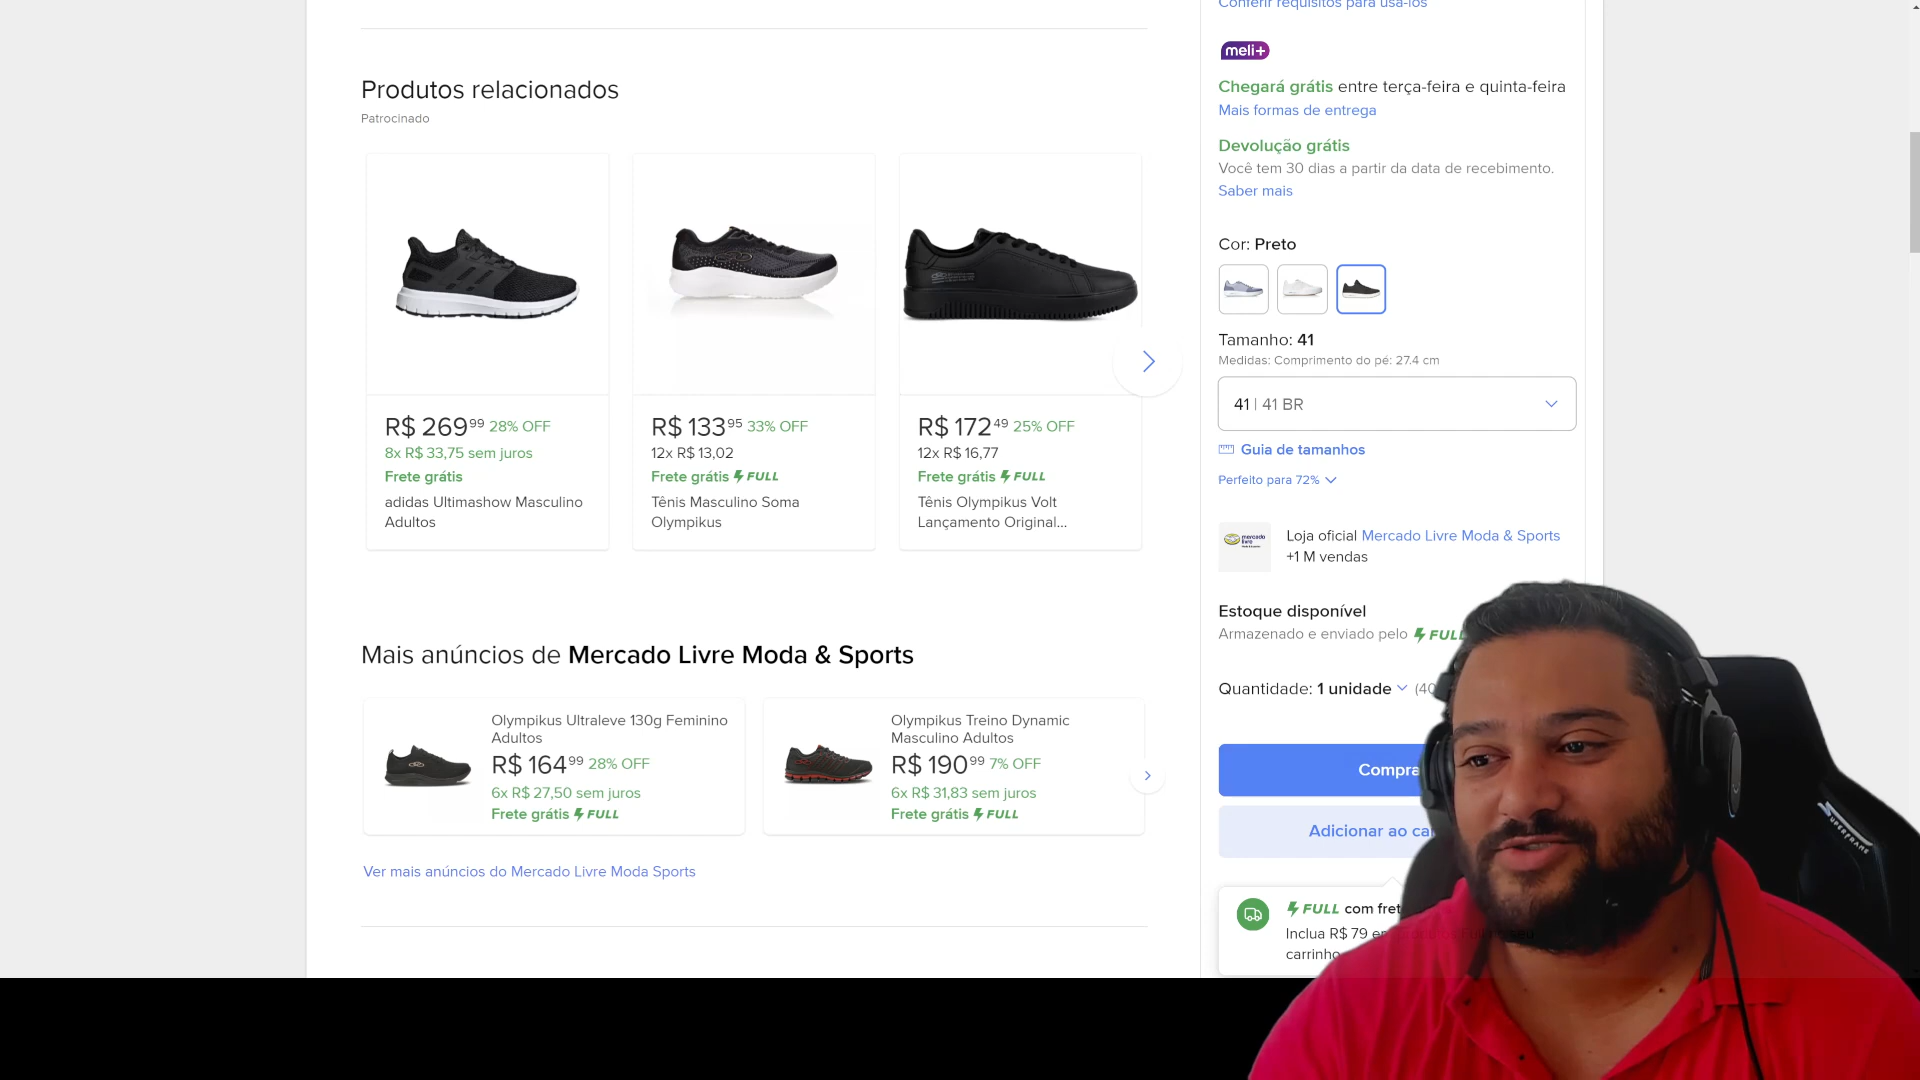 Conferir requisitos para usá-los
meli+
Chegará grátis entre terça-feira e quinta-feira
Mais formas de entrega
Devolução grátis
Você tem 30 dias a partir da data de recebimento.
Saber mais
Cor: Preto
Tamanho: 41
Medidas: Comprimento do pé: 27.4 cm
41 | 41 BR
Guia de tamanhos
Perfeito para 72%
mercado
livre
Loja oficial Mercado Livre Moda & Sports
+1 M vendas
Estoque disponível
Armazenado e enviado pelo FULL
Quantidade: 1 unidade (40
Compra
Adicionar ao ca
FULL com fret
Inclua R$ 79 e
carrinho
Produtos relacionados
Patrocinado
R$ 269 99 28% OFF
8x R$ 33,75 sem juros
Frete grátis
adidas Ultimashow Masculino
Adultos
R$ 133 95 33% OFF
12x R$ 13,02
Frete grátis FULL
Tênis Masculino Soma
Olympikus
R$ 172 49 25% OFF
12x R$ 16,77
Frete grátis FULL
Tênis Olympikus Volt
Lançamento Original...
Mais anúncios de Mercado Livre Moda & Sports
Olympikus Ultraleve 130g Feminino
Adultos
R$ 164 99 28% OFF
6x R$ 27,50 sem juros
Frete grátis FULL
Olympikus Treino Dynamic
Masculino Adultos
R$ 190 99 7% OFF
6x R$ 31,83 sem juros
Frete grátis FULL
Ver mais anúncios do Mercado Livre Moda Sports
SUPERFRAME